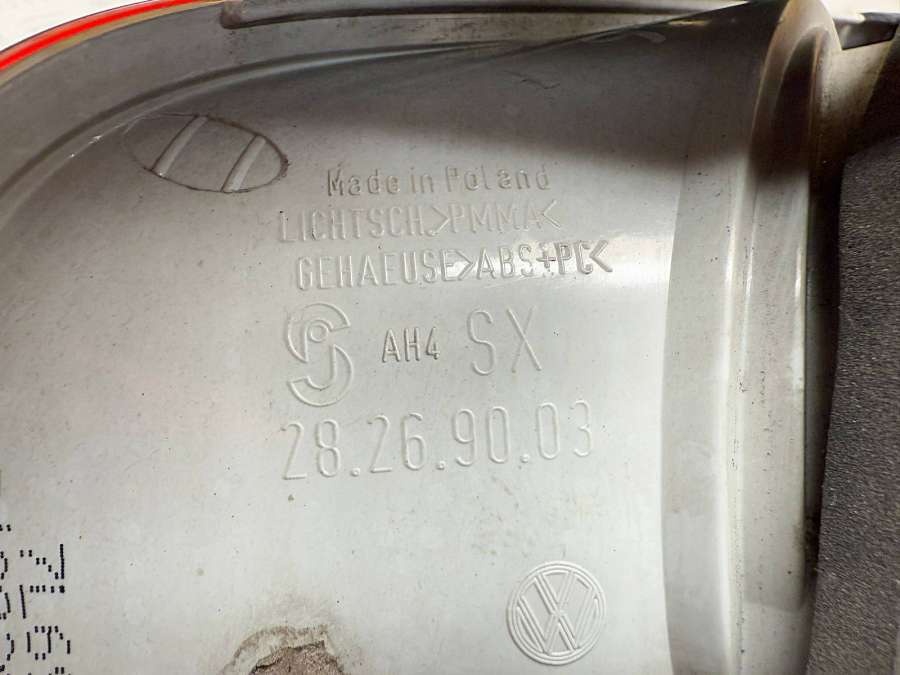 Made in Poland
LICHTSCH.>PMMA<
GEHAEUSE>ABS+PC<
AH4 SX
28.26.90.03